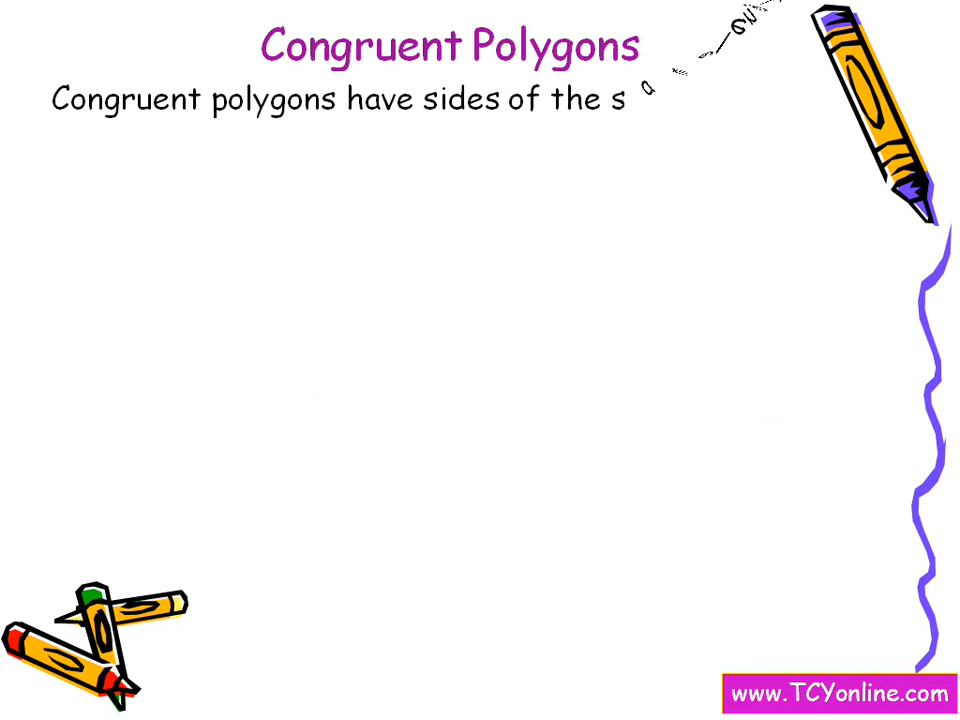 Congruent Polygons
Congruent polygons have sides of the s a
www.TCYonline.com